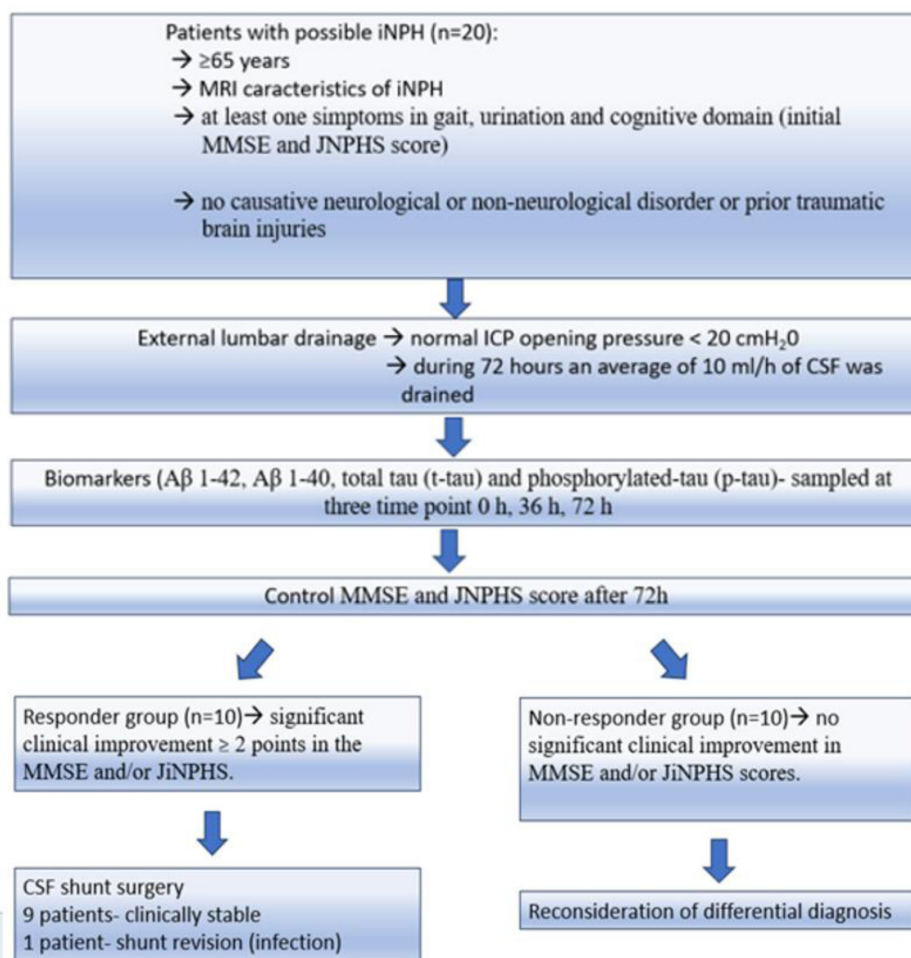 Patients with possible iNPH (n=20):
→ ≥65 years
→ MRI caracteristics of iNPH
→ at least one simptoms in gait, urination and cognitive domain (initial
MMSE and JNPHS score)
→ no causative neurological or non-neurological disorder or prior traumatic
brain injuries
External lumbar drainage → normal ICP opening pressure < 20 cmH₂0
→ during 72 hours an average of 10 ml/h of CSF was
drained
Biomarkers (Aβ 1-42, Aβ 1-40, total tau (t-tau) and phosphorylated-tau (p-tau)- sampled at
three time point 0 h, 36 h, 72 h
Control MMSE and JNPHS score after 72h
Responder group (n=10)→ significant
clinical improvement ≥ 2 points in the
MMSE and/or JiNPHS.
Non-responder group (n=10)→ no
significant clinical improvement in
MMSE and/or JiNPHS scores.
CSF shunt surgery
9 patients- clinically stable
1 patient- shunt revision (infection)
Reconsideration of differential diagnosis